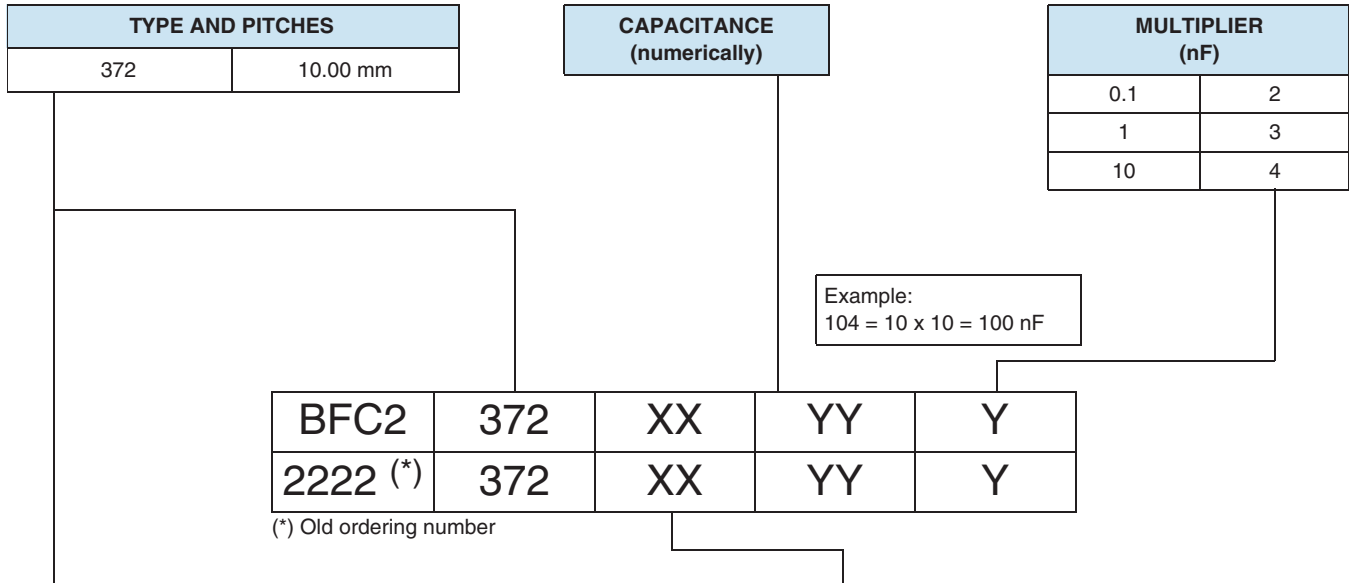 TYPE AND PITCHES
372 10.00 mm
CAPACITANCE
(numerically)
MULTIPLIER
(nF)
0.1 2
1 3
10 4
Example:
104 = 10 x 10 = 100 nF
BFC2 372 XX YY Y
2222 (*) 372 XX YY Y
(*) Old ordering number